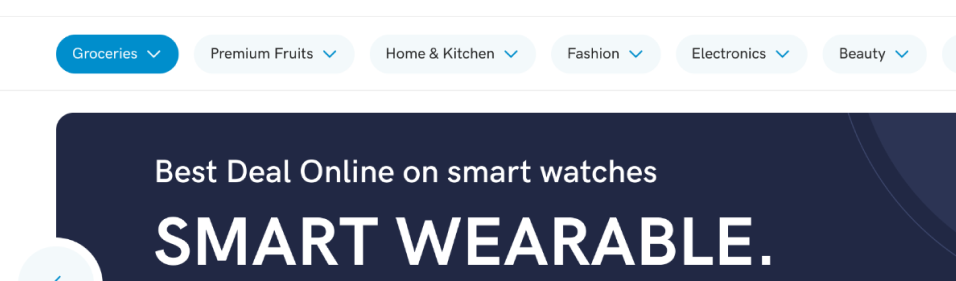 Groceries Premium Fruits Home & Kitchen Fashion Electronics Beauty
Best Deal Online on smart watches
SMART WEARABLE.